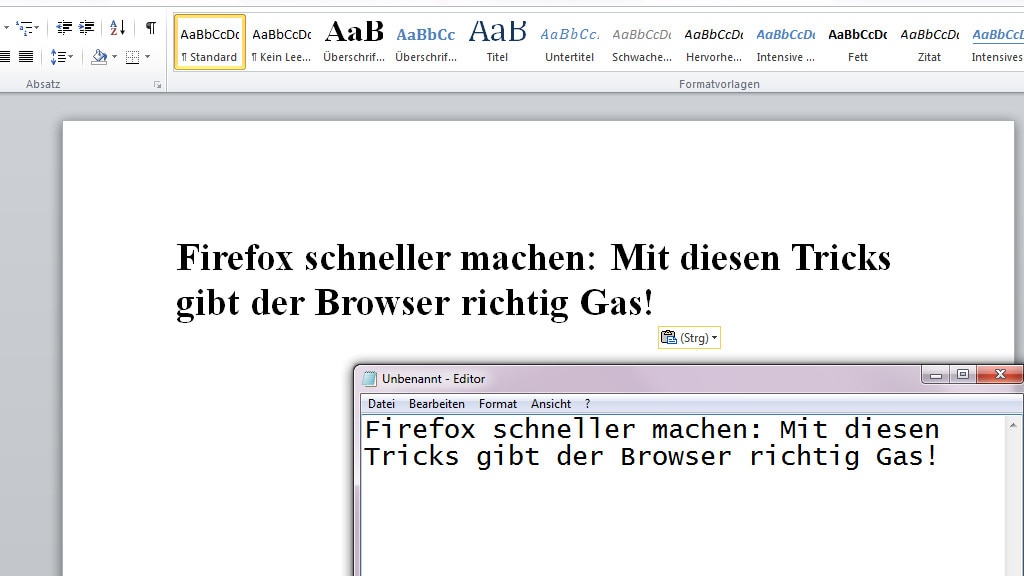 AaBbCcDc AaBbCcDc AaB AaBbCc AaB AaBbCc. AaBbCcDc AaBbCcDc AaBbCcDc AaBbCcDc AaBbCcDc AaBbCcDc
¶ Standard ¶ Kein Lee... Überschrif... Überschrif... Titel Untertitel Schwache... Hervorhe... Intensive ... Fett Zitat Intensives
Absatz Formatvorlagen
Firefox schneller machen: Mit diesen Tricks
gibt der Browser richtig Gas!
(Strg)
Unbenannt - Editor
Datei Bearbeiten Format Ansicht ?
Firefox schneller machen: Mit diesen
Tricks gibt der Browser richtig Gas!